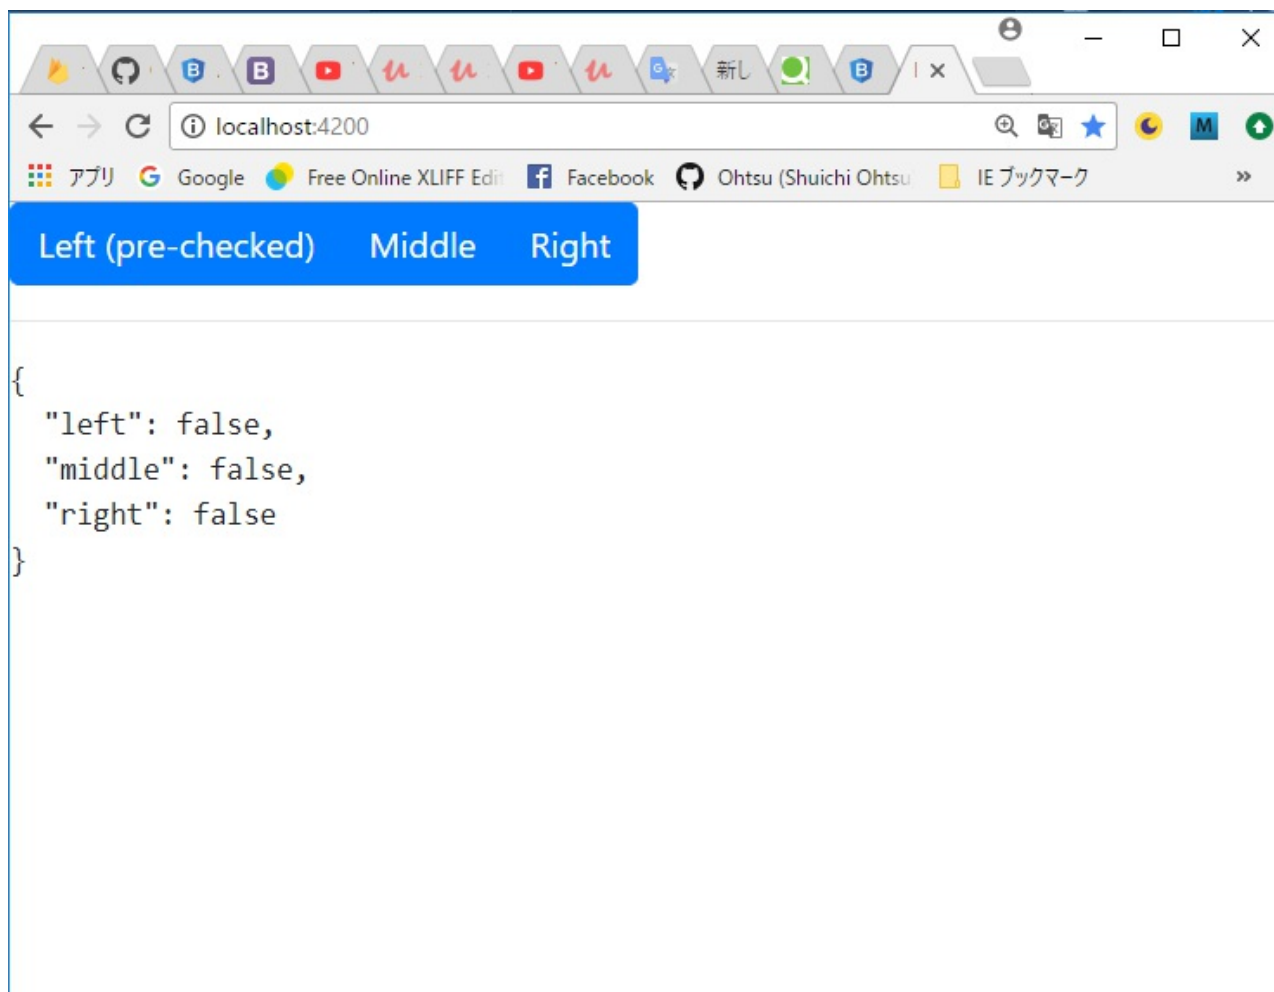 新し
localhost:4200
アプリ Google Free Online XLIFF Edi Facebook Ohtsu (Shuichi Ohtsu IE ブックマーク »
Left (pre-checked) Middle Right
{
"left": false,
"middle": false,
"right": false
}